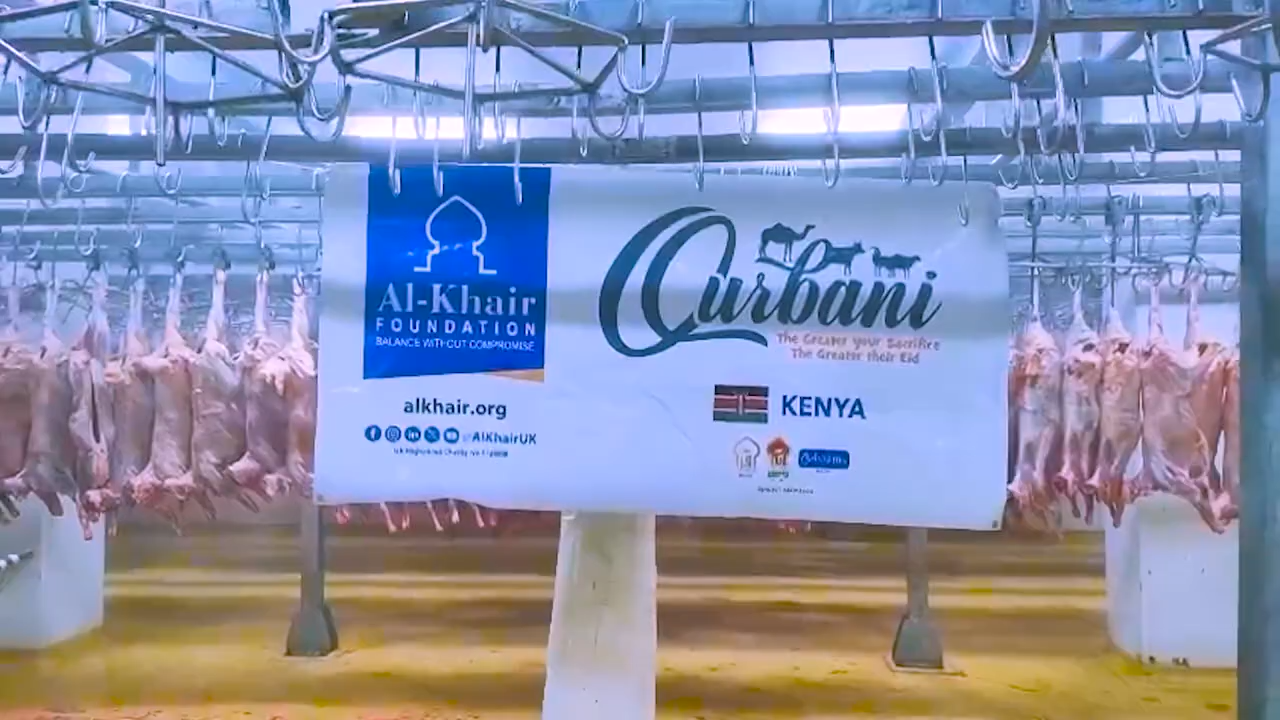 Al-Khair
FOUNDATION
BALANCE WITHOUT COMPROMISE
alkhair.org
@AlKhairUK
Qurbani
The Greater your Sacrifice
The Greater their Eid
KENYA